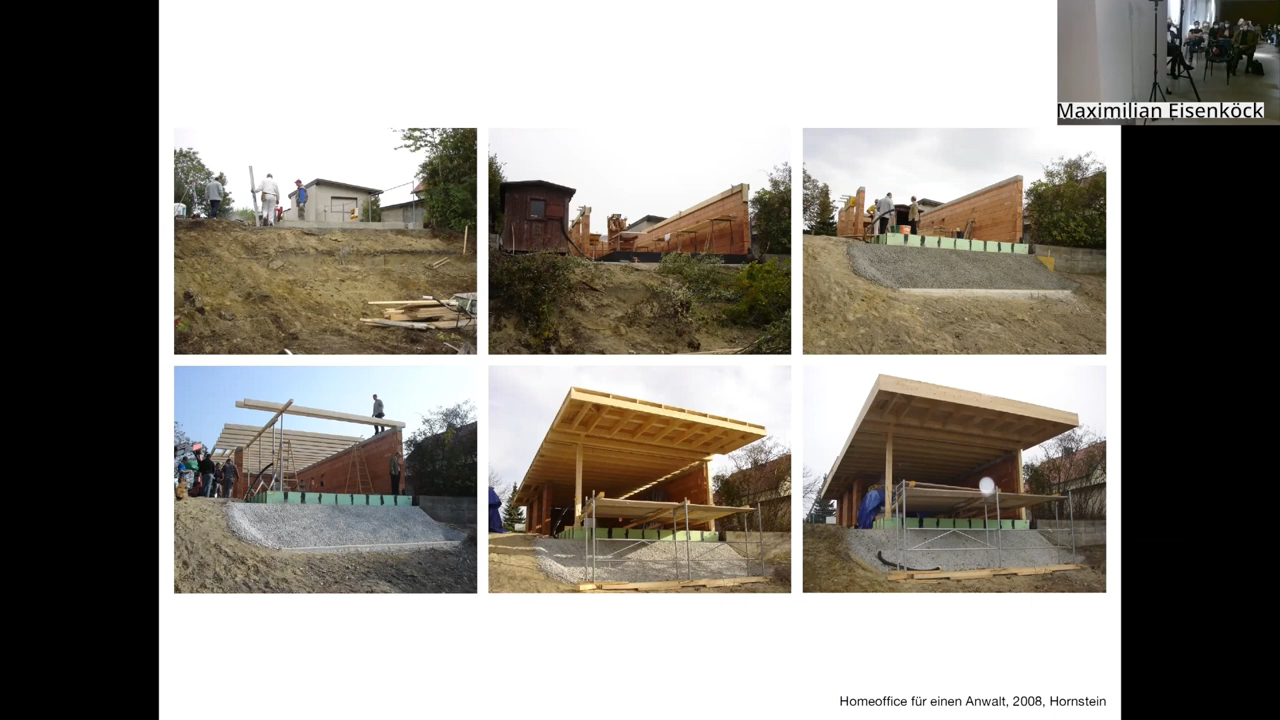 Maximilian Eisenköck
Homeoffice für einen Anwalt, 2008, Hornstein